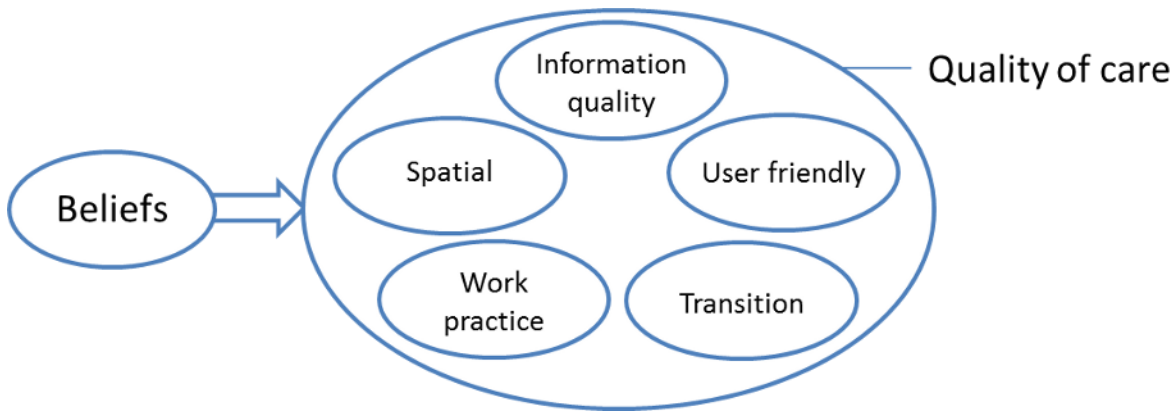 Information
quality
Quality of care
Spatial
User friendly
Beliefs
Work
practice
Transition